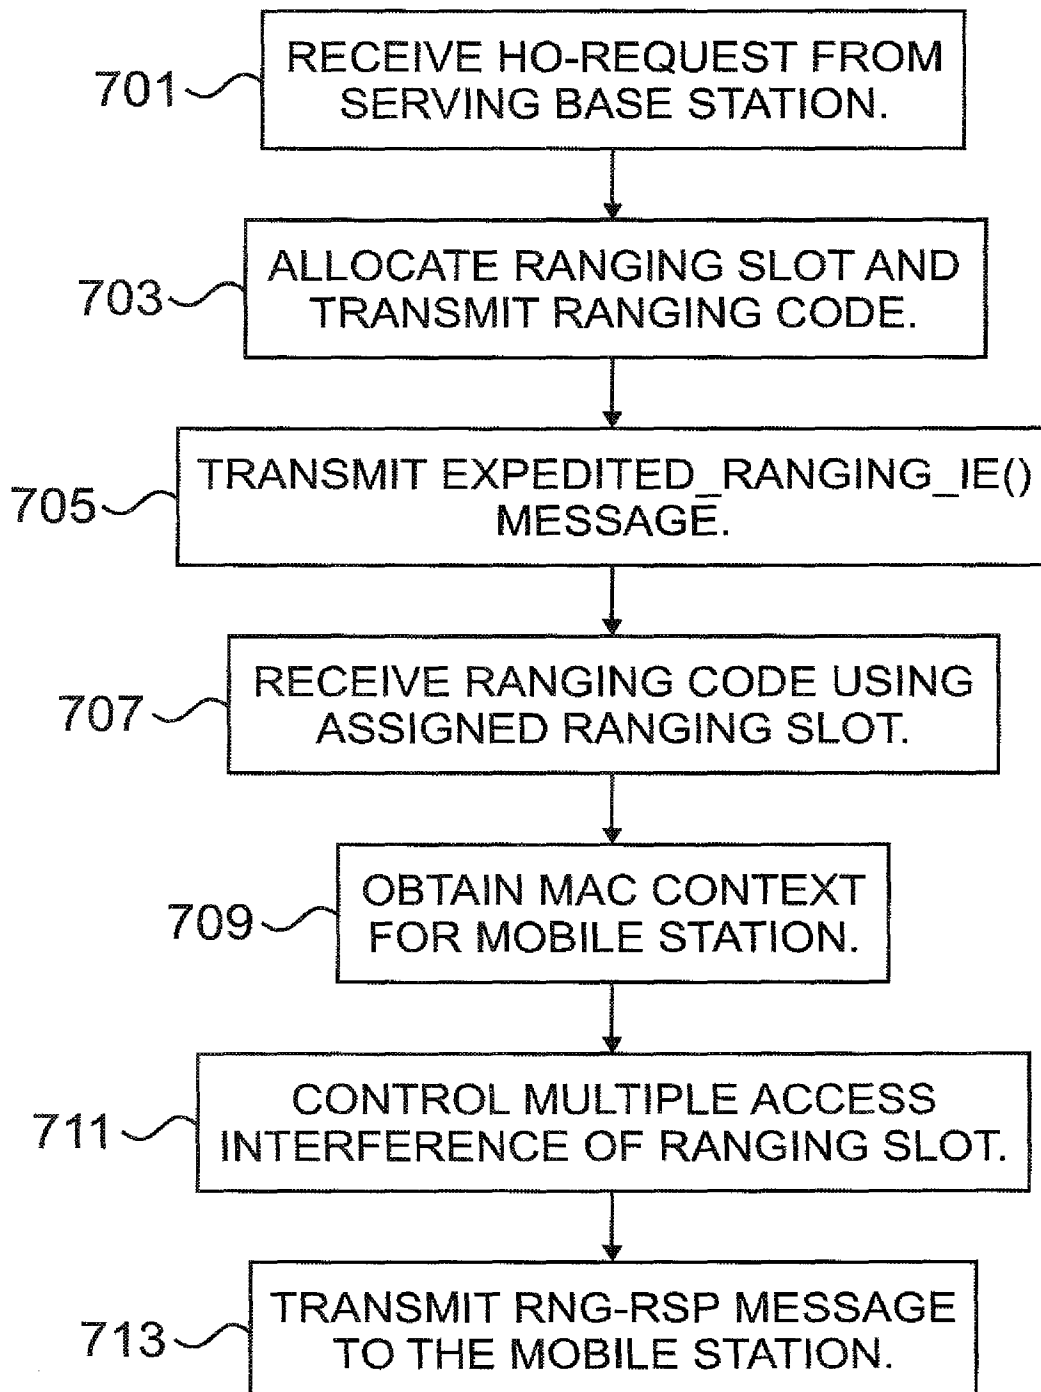 701
RECEIVE HO-REQUEST FROM
SERVING BASE STATION.
703
ALLOCATE RANGING SLOT AND
TRANSMIT RANGING CODE.
705
TRANSMIT EXPEDITED_RANGING_IE()
MESSAGE.
707
RECEIVE RANGING CODE USING
ASSIGNED RANGING SLOT.
709
OBTAIN MAC CONTEXT
FOR MOBILE STATION.
711
CONTROL MULTIPLE ACCESS
INTERFERENCE OF RANGING SLOT.
713
TRANSMIT RNG-RSP MESSAGE
TO THE MOBILE STATION.